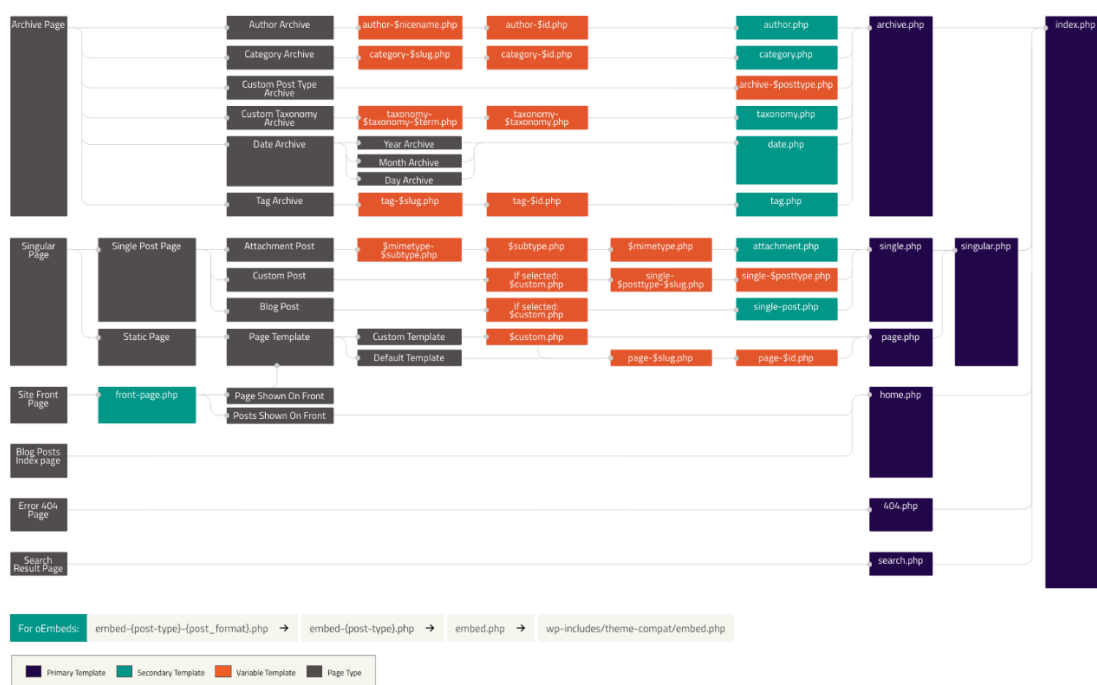 Archive Page
Author Archive
author-$nicename.php
author-$id.php
author.php
archive.php
index.php
Category Archive
category-$slug.php
category-$id.php
category.php
Custom Post Type
Archive
archive-$posttype.php
Custom Taxonomy
Archive
taxonomy-
$taxonomy-$term.php
taxonomy-
$taxonomy.php
taxonomy.php
Date Archive
Year Archive
Month Archive
Day Archive
date.php
Tag Archive
tag-$slug.php
tag-$id.php
tag.php
Singular
Page
Single Post Page
Attachment Post
$mimetype-
$subtype.php
$subtype.php
$mimetype.php
attachment.php
single.php
singular.php
Custom Post
If selected:
$custom.php
single-
$posttype-$slug.php
single-$posttype.php
Blog Post
If selected:
$custom.php
single-post.php
Static Page
Page Template
Custom Template
$custom.php
page.php
Default Template
page-$slug.php
page-$id.php
Site Front
Page
front-page.php
Page Shown On Front
Posts Shown On Front
home.php
Blog Posts
Index page
Error 404
Page
404.php
Search
Result Page
search.php
For oEmbeds: embed-{post-type}-{post_format}.php → embed-{post-type}.php → embed.php → wp-includes/theme-compat/embed.php
Primary Template Secondary Template Variable Template Page Type